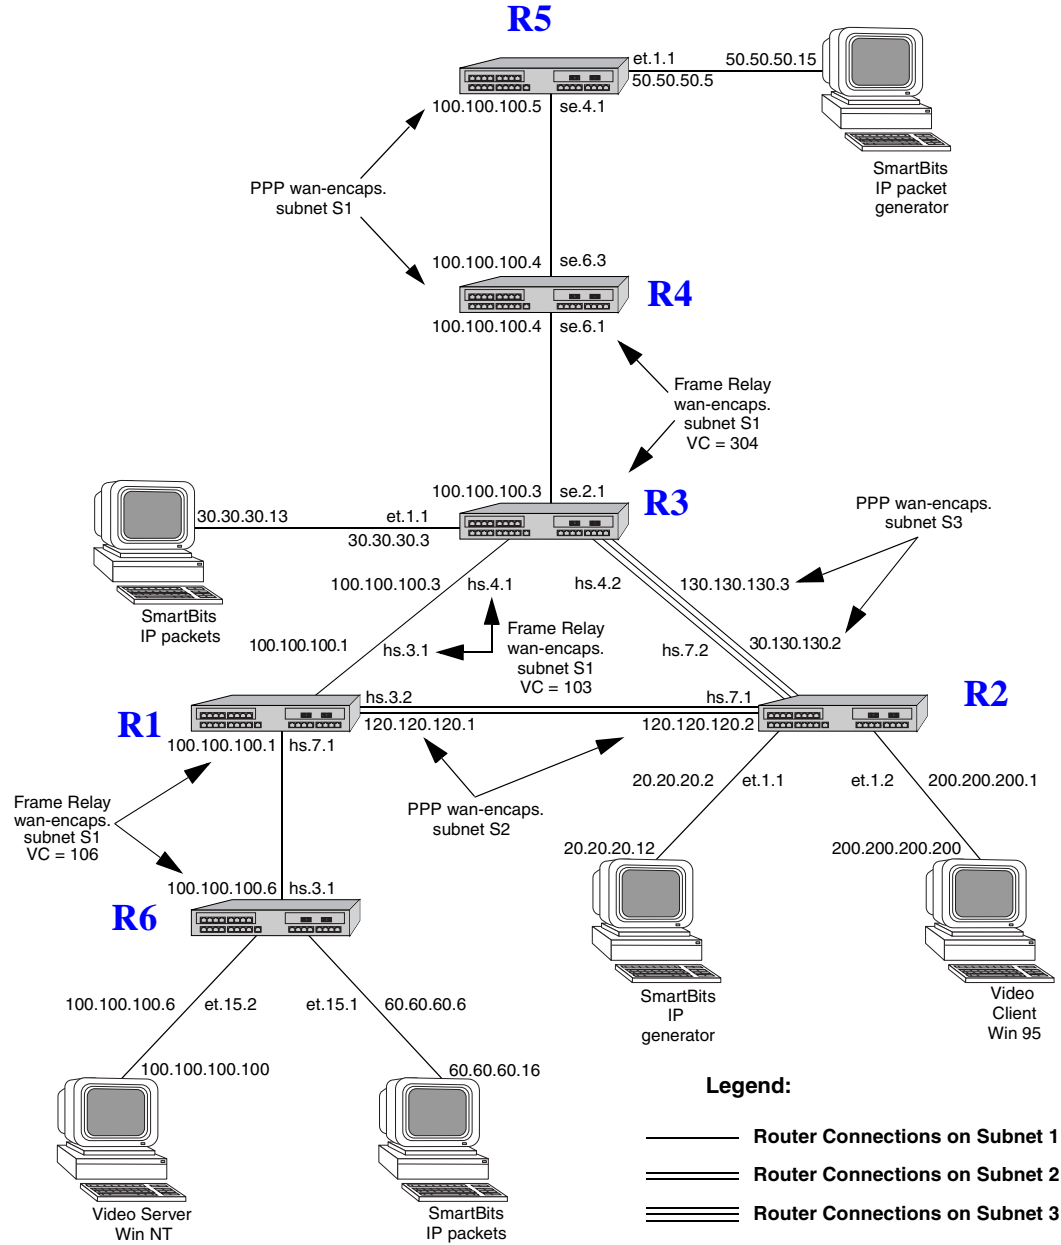 R5
et.1.1
50.50.50.15
50.50.50.5
100.100.100.5
se.4.1
SmartBits
IP packet
generator
PPP wan-encaps.
subnet S1
100.100.100.4
se.6.3
R4
100.100.100.4
se.6.1
Frame Relay
wan-encaps.
subnet S1
VC = 304
100.100.100.3
se.2.1
R3
30.30.30.13
et.1.1
30.30.30.3
PPP wan-encaps.
subnet S3
SmartBits
IP packets
100.100.100.3
hs.4.1
hs.4.2
130.130.130.3
100.100.100.1
hs.3.1
Frame Relay
wan-encaps.
subnet S1
VC = 103
hs.7.2
30.130.130.2
R1
hs.3.2
120.120.120.1
hs.7.1
120.120.120.2
R2
100.100.100.1
hs.7.1
Frame Relay
wan-encaps.
subnet S1
VC = 106
PPP wan-encaps.
subnet S2
20.20.20.2
et.1.1
et.1.2
200.200.200.1
20.20.20.12
200.200.200.200
100.100.100.6
hs.3.1
R6
SmartBits
IP
generator
Video
Client
Win 95
100.100.100.6
et.15.2
et.15.1
60.60.60.6
100.100.100.100
60.60.60.16
Video Server
Win NT
SmartBits
IP packets
Legend:
Router Connections on Subnet 1
Router Connections on Subnet 2
Router Connections on Subnet 3